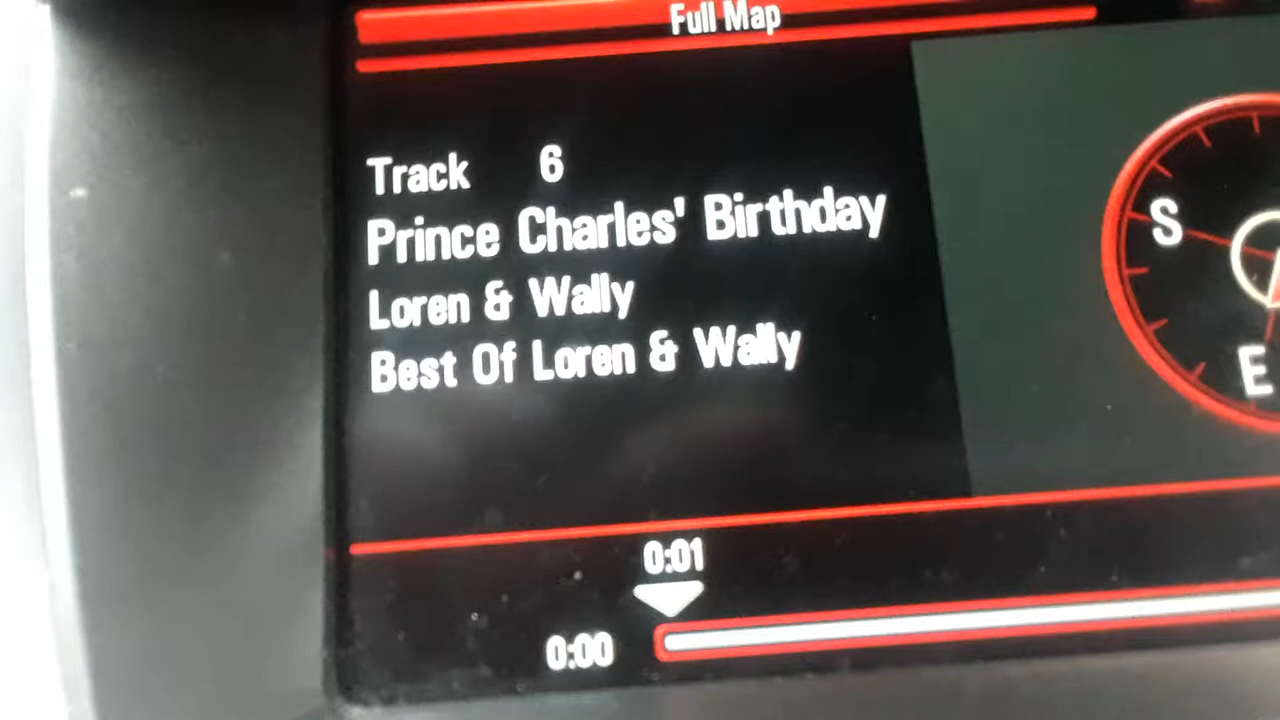 Full Map
Track 6
Prince Charles' Birthday
Loren & Wally
Best Of Loren & Wally
S
E
0:01
0:00